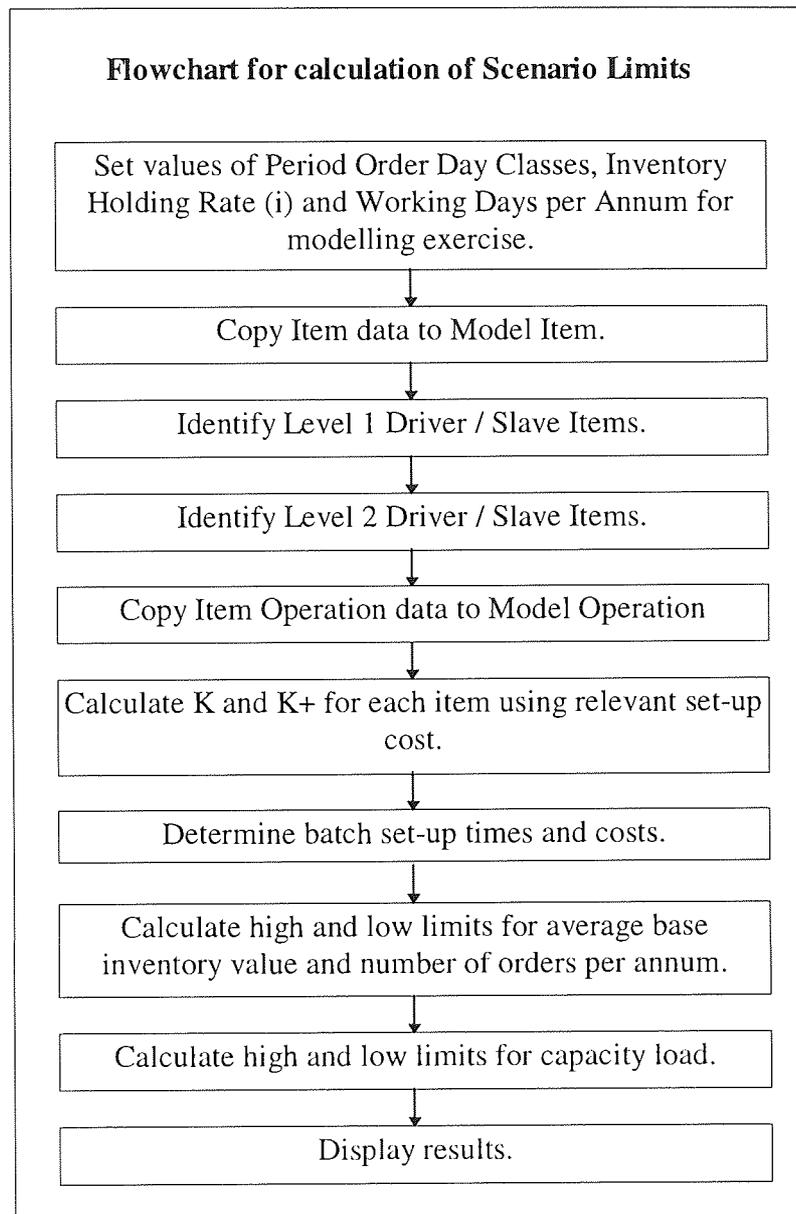 Flowchart for calculation of Scenario Limits
Set values of Period Order Day Classes, Inventory
Holding Rate (i) and Working Days per Annum for
modelling exercise.
Copy Item data to Model Item.
Identify Level 1 Driver / Slave Items.
Identify Level 2 Driver / Slave Items.
Copy Item Operation data to Model Operation
Calculate K and K+ for each item using relevant set-up
cost.
Determine batch set-up times and costs.
Calculate high and low limits for average base
inventory value and number of orders per annum.
Calculate high and low limits for capacity load.
Display results.